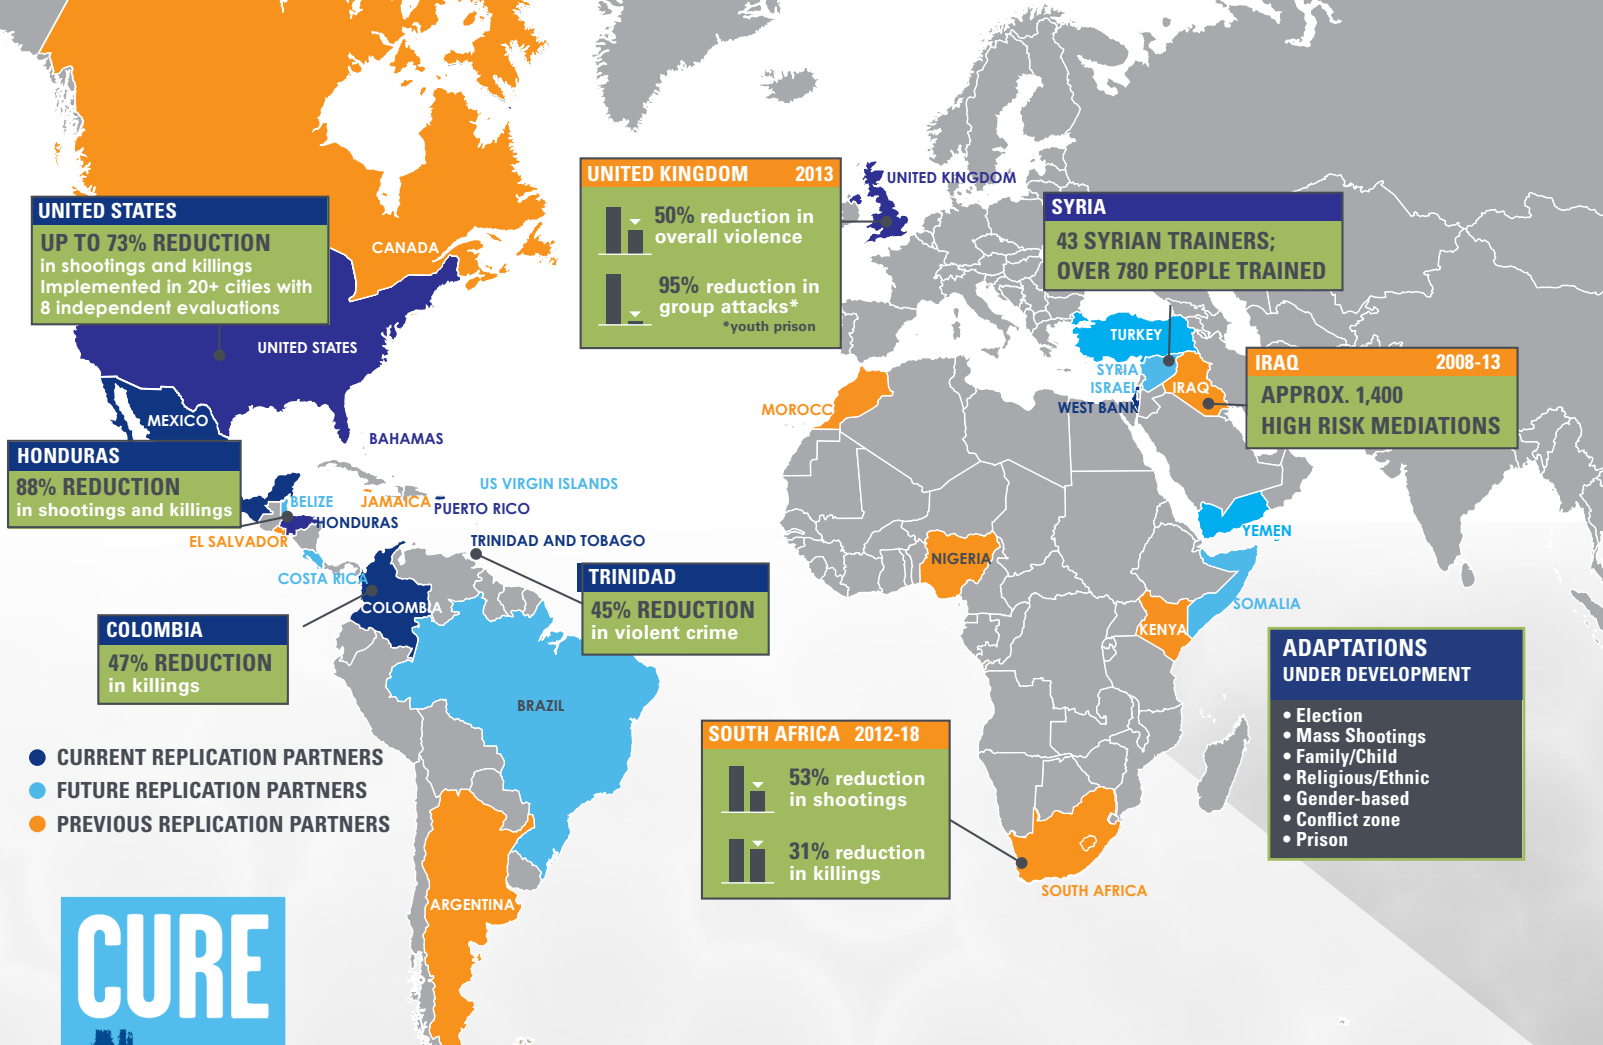 UNITED STATES
UP TO 73% REDUCTION
in shootings and killings
Implemented in 20+ cities with
8 independent evaluations
CANADA
UNITED STATES
MEXICO
BAHAMAS
HONDURAS
88% REDUCTION
in shootings and killings
BELIZE
JAMAICA
US VIRGIN ISLANDS
PUERTO RICO
HONDURAS
EL SALVADOR
TRINIDAD AND TOBAGO
COSTA RICA
COLOMBIA
TRINIDAD
45% REDUCTION
in violent crime
COLOMBIA
47% REDUCTION
in killings
BRAZIL
ARGENTINA
UNITED KINGDOM 2013
50% reduction in
overall violence
95% reduction in
group attacks*
*youth prison
UNITED KINGDOM
SYRIA
43 SYRIAN TRAINERS;
OVER 780 PEOPLE TRAINED
TURKEY
SYRIA
ISRAEL
WEST BANK
IRAQ
IRAQ 2008-13
APPROX. 1,400
HIGH RISK MEDIATIONS
MOROCC
NIGERIA
YEMEN
SOMALIA
KENYA
SOUTH AFRICA 2012-18
53% reduction
in shootings
31% reduction
in killings
SOUTH AFRICA
ADAPTATIONS
UNDER DEVELOPMENT
• Election
• Mass Shootings
• Family/Child
• Religious/Ethnic
• Gender-based
• Conflict zone
• Prison
CURRENT REPLICATION PARTNERS
FUTURE REPLICATION PARTNERS
PREVIOUS REPLICATION PARTNERS
CURE